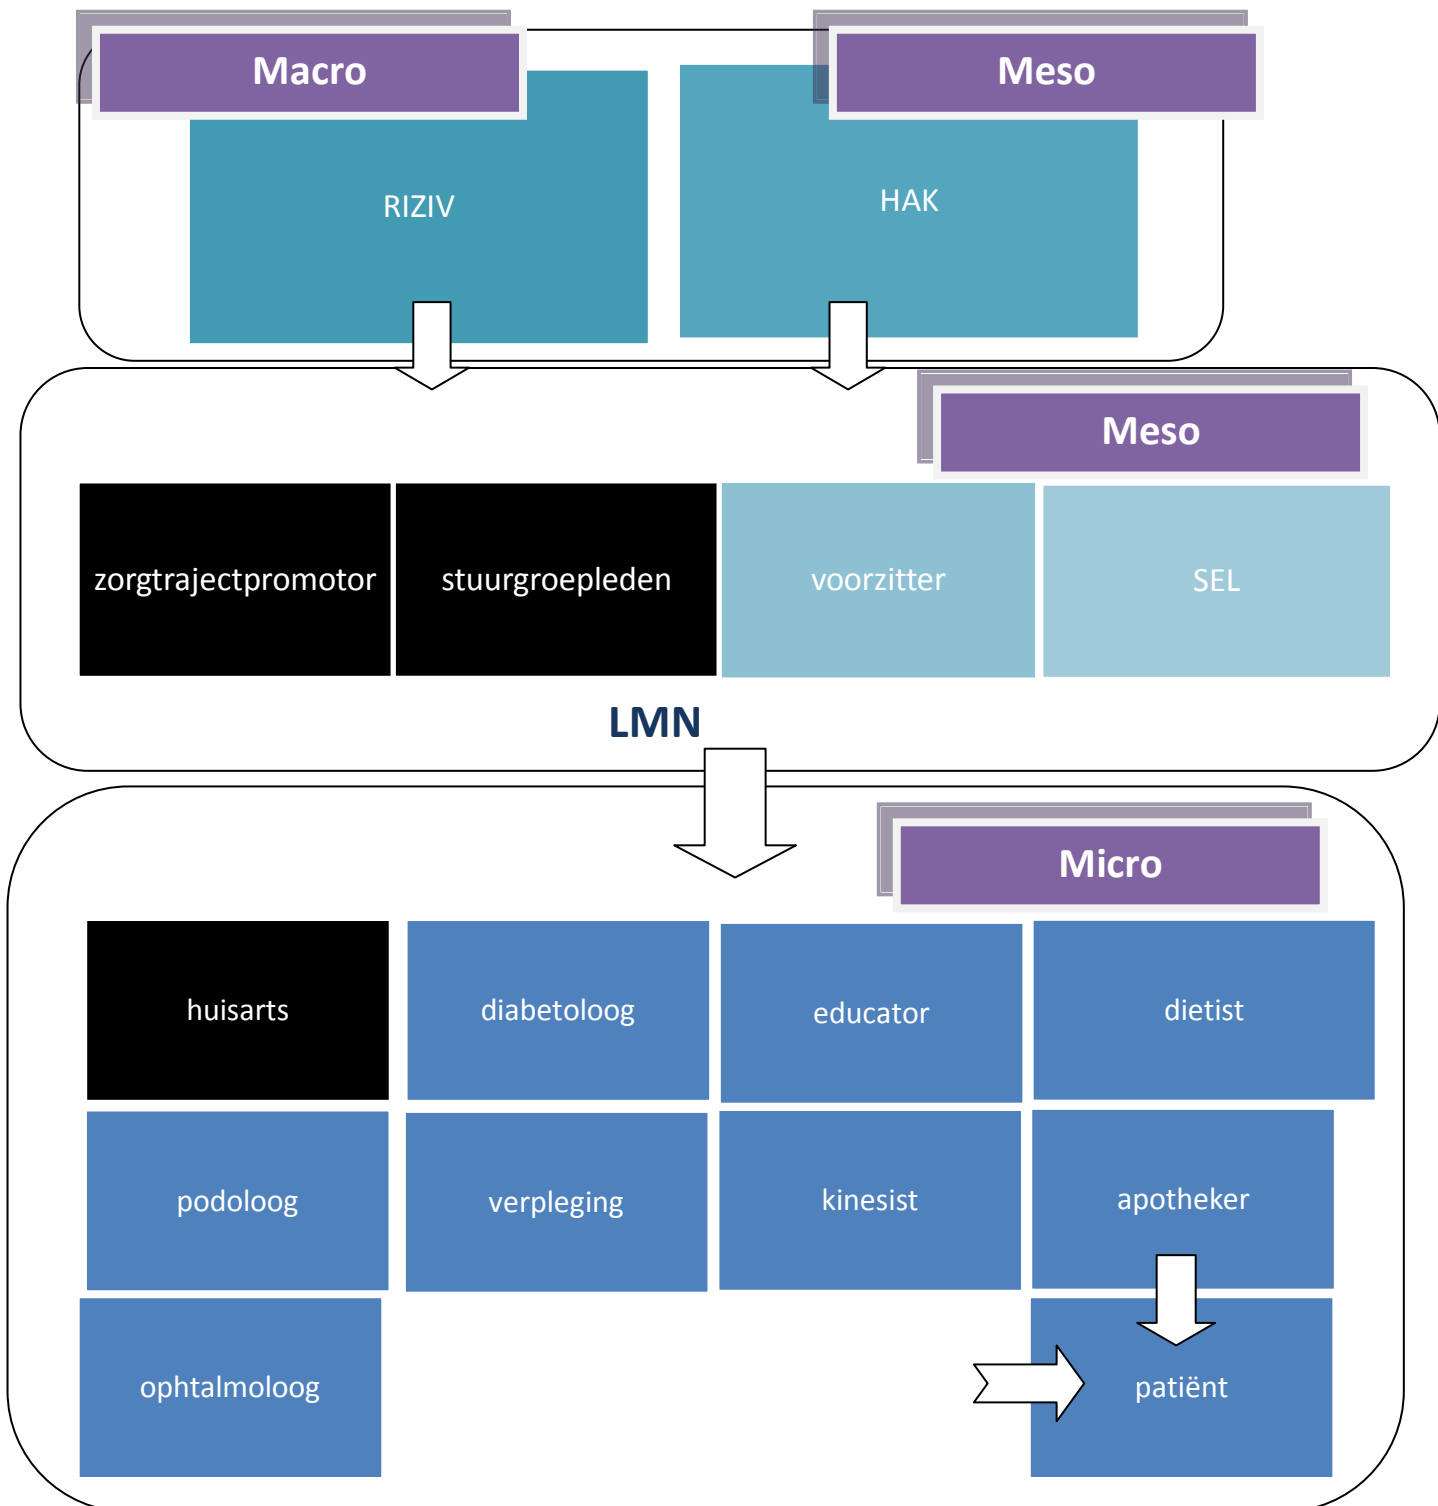 Macro
Meso
RIZIV
HAK
Meso
zorgtrajectpromotor
stuurgroepleden
voorzitter
SEL
LMN
Micro
huisarts
diabetoloog
educator
dietist
podoloog
verpleging
kinesist
apotheker
ophtalmoloog
patiënt